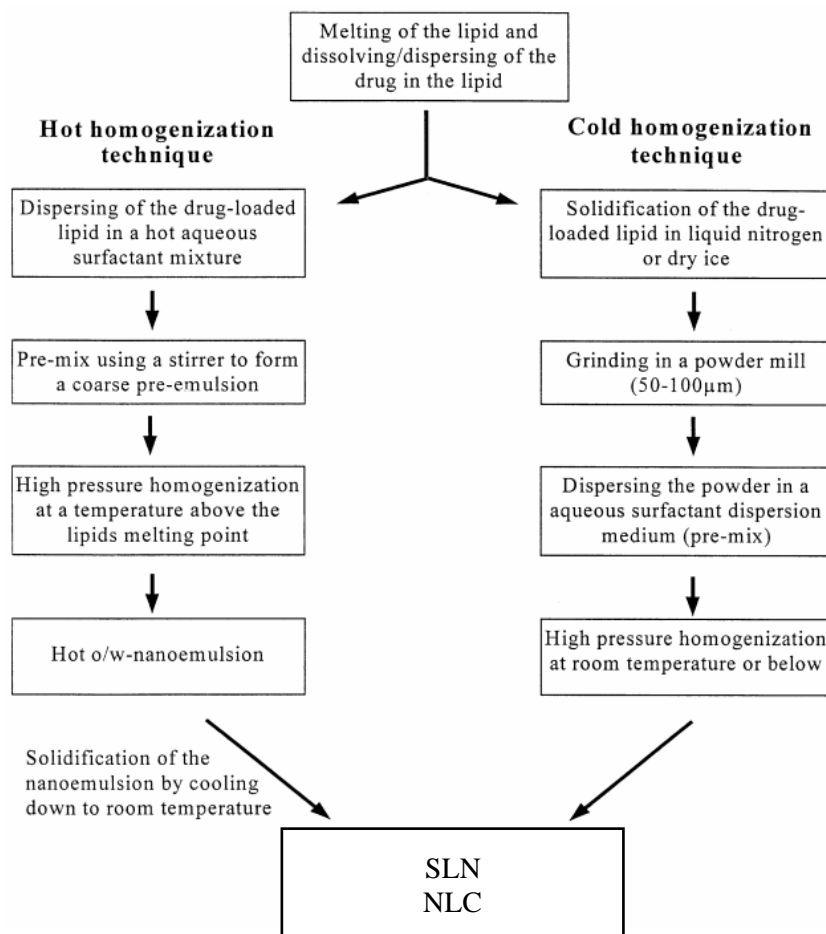 Melting of the lipid and
dissolving/dispersing of the
drug in the lipid
Hot homogenization
technique
Dispersing of the drug-loaded
lipid in a hot aqueous
surfactant mixture
Pre-mix using a stirrer to form
a coarse pre-emulsion
High pressure homogenization
at a temperature above the
lipids melting point
Hot o/w-nanoemulsion
Solidification of the
nanoemulsion by cooling
down to room temperature
Cold homogenization
technique
Solidification of the drug-
loaded lipid in liquid nitrogen
or dry ice
Grinding in a powder mill
(50-100µm)
Dispersing the powder in a
aqueous surfactant dispersion
medium (pre-mix)
High pressure homogenization
at room temperature or below
SLN
NLC